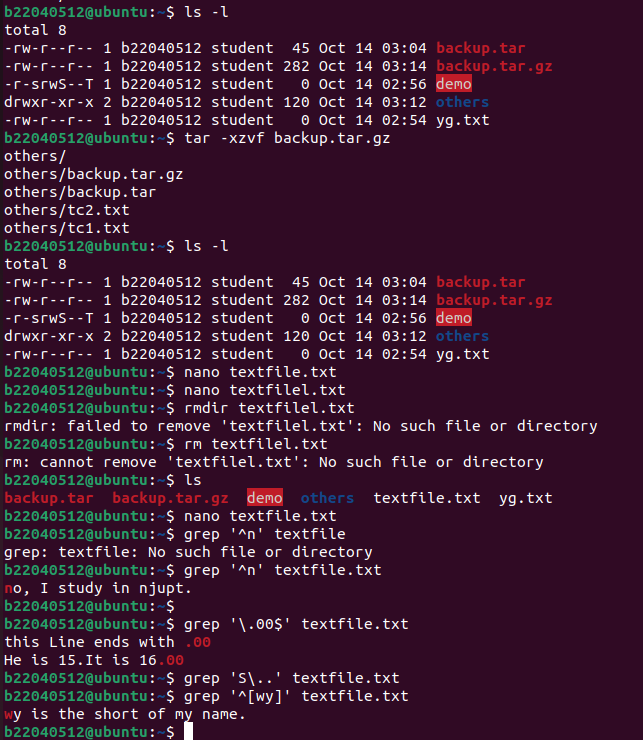 b22040512@ubuntu:~$ ls -l
total 8
-rw-r--r-- 1 b22040512 student  45 Oct 14 03:04 backup.tar
-rw-r--r-- 1 b22040512 student 282 Oct 14 03:14 backup.tar.gz
-r-srwS--T 1 b22040512 student   0 Oct 14 02:56 demo
drwxr-xr-x 2 b22040512 student 120 Oct 14 03:12 others
-rw-r--r-- 1 b22040512 student   0 Oct 14 02:54 yg.txt
b22040512@ubuntu:~$ tar -xzvf backup.tar.gz
others/
others/backup.tar.gz
others/backup.tar
others/tc2.txt
others/tc1.txt
b22040512@ubuntu:~$ ls -l
total 8
-rw-r--r-- 1 b22040512 student  45 Oct 14 03:04 backup.tar
-rw-r--r-- 1 b22040512 student 282 Oct 14 03:14 backup.tar.gz
-r-srwS--T 1 b22040512 student   0 Oct 14 02:56 demo
drwxr-xr-x 2 b22040512 student 120 Oct 14 03:12 others
-rw-r--r-- 1 b22040512 student   0 Oct 14 02:54 yg.txt
b22040512@ubuntu:~$ nano textfile.txt
b22040512@ubuntu:~$ nano textfilel.txt
b22040512@ubuntu:~$ rmdir textfilel.txt
rmdir: failed to remove 'textfilel.txt': No such file or directory
b22040512@ubuntu:~$ rm textfilel.txt
rm: cannot remove 'textfilel.txt': No such file or directory
b22040512@ubuntu:~$ ls
backup.tar  backup.tar.gz  demo  others  textfile.txt  yg.txt
b22040512@ubuntu:~$ nano textfile.txt
b22040512@ubuntu:~$ grep '^n' textfile
grep: textfile: No such file or directory
b22040512@ubuntu:~$ grep '^n' textfile.txt
no, I study in njupt.
b22040512@ubuntu:~$
b22040512@ubuntu:~$ grep '\.00$' textfile.txt
this Line ends with .00
He is 15.It is 16.00
b22040512@ubuntu:~$ grep 'S\..' textfile.txt
b22040512@ubuntu:~$ grep '^[wy]' textfile.txt
wy is the short of my name.
b22040512@ubuntu:~$